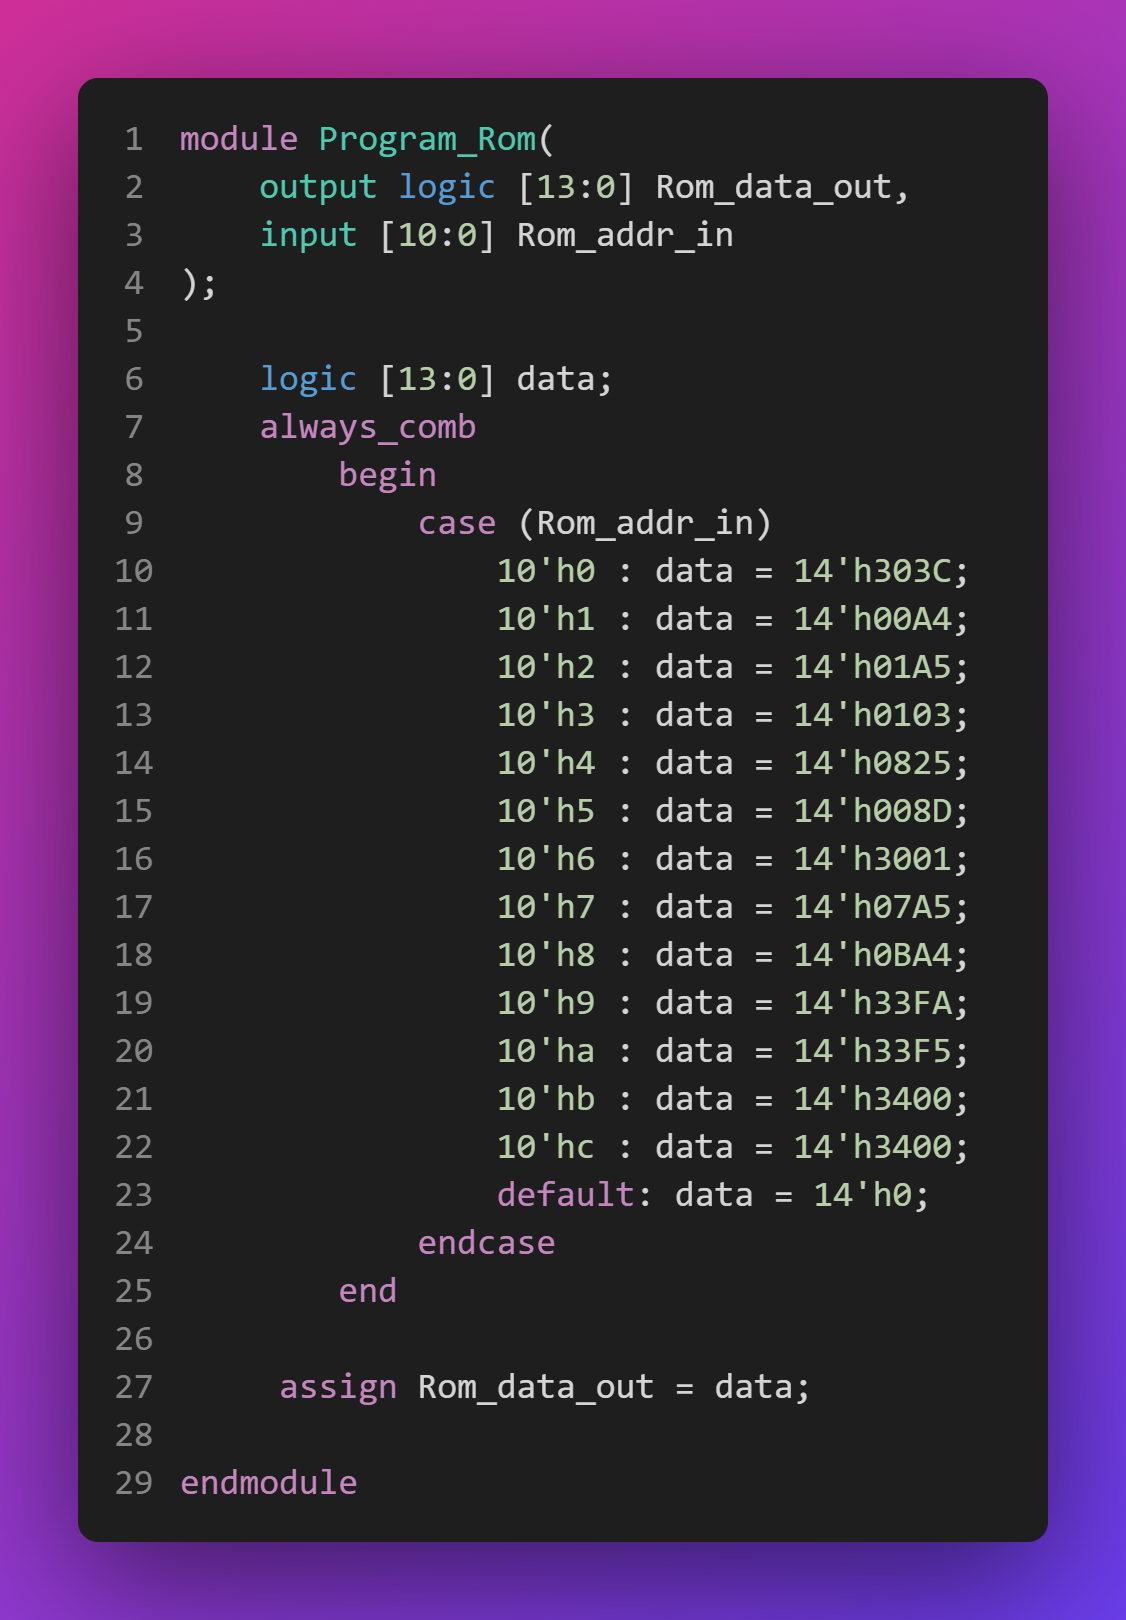 1 module Program_Rom(
2     output logic [13:0] Rom_data_out,
3     input [10:0] Rom_addr_in
4 );
5
6     logic [13:0] data;
7     always_comb
8         begin
9             case (Rom_addr_in)
10                 10'h0 : data = 14'h303C;
11                 10'h1 : data = 14'h00A4;
12                 10'h2 : data = 14'h01A5;
13                 10'h3 : data = 14'h0103;
14                 10'h4 : data = 14'h0825;
15                 10'h5 : data = 14'h008D;
16                 10'h6 : data = 14'h3001;
17                 10'h7 : data = 14'h07A5;
18                 10'h8 : data = 14'h0BA4;
19                 10'h9 : data = 14'h33FA;
20                 10'ha : data = 14'h33F5;
21                 10'hb : data = 14'h3400;
22                 10'hc : data = 14'h3400;
23                 default: data = 14'h0;
24             endcase
25         end
26
27      assign Rom_data_out = data;
28
29 endmodule